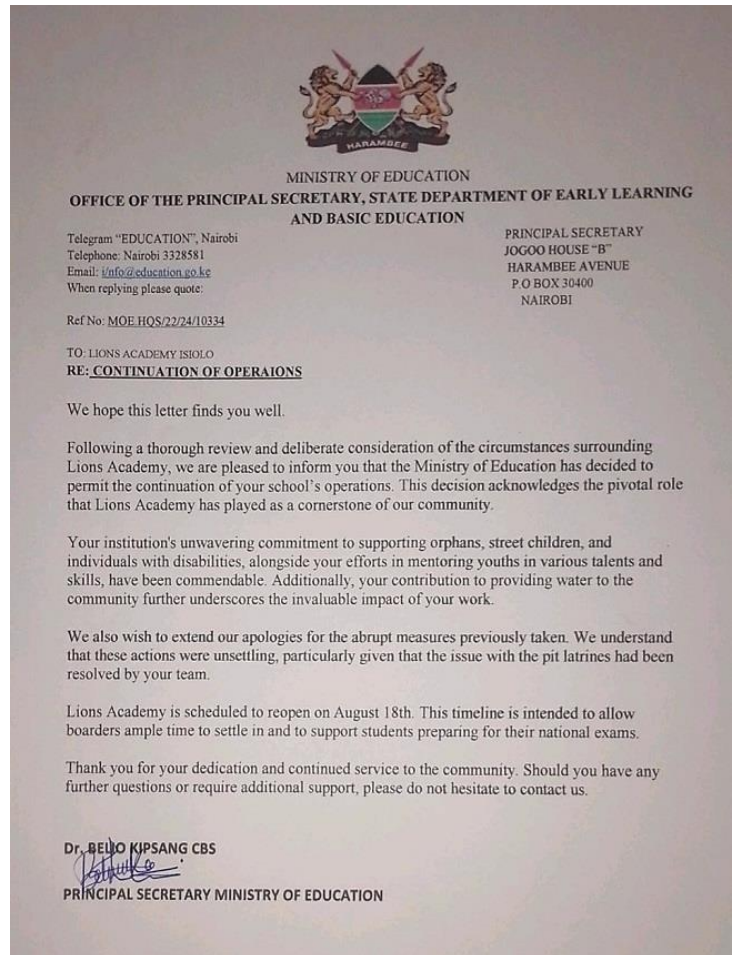 HARAMBEE
MINISTRY OF EDUCATION
OFFICE OF THE PRINCIPAL SECRETARY, STATE DEPARTMENT OF EARLY LEARNING
AND BASIC EDUCATION
Telegram “EDUCATION”, Nairobi
Telephone: Nairobi 3328581
Email: i/nfo@education.go.ke
When replying please quote:
PRINCIPAL SECRETARY
JOGOO HOUSE “B”
HARAMBEE AVENUE
P.O BOX 30400
NAIROBI
Ref No: MOE.HQS/22/24/10334
TO: LIONS ACADEMY ISIOLO
RE: CONTINUATION OF OPERAIONS
We hope this letter finds you well.
Following a thorough review and deliberate consideration of the circumstances surrounding
Lions Academy, we are pleased to inform you that the Ministry of Education has decided to
permit the continuation of your school’s operations. This decision acknowledges the pivotal role
that Lions Academy has played as a cornerstone of our community.
Your institution's unwavering commitment to supporting orphans, street children, and
individuals with disabilities, alongside your efforts in mentoring youths in various talents and
skills, have been commendable. Additionally, your contribution to providing water to the
community further underscores the invaluable impact of your work.
We also wish to extend our apologies for the abrupt measures previously taken. We understand
that these actions were unsettling, particularly given that the issue with the pit latrines had been
resolved by your team.
Lions Academy is scheduled to reopen on August 18th. This timeline is intended to allow
boarders ample time to settle in and to support students preparing for their national exams.
Thank you for your dedication and continued service to the community. Should you have any
further questions or require additional support, please do not hesitate to contact us.
Dr. KIPSANG CBS
PRINCIPAL SECRETARY MINISTRY OF EDUCATION